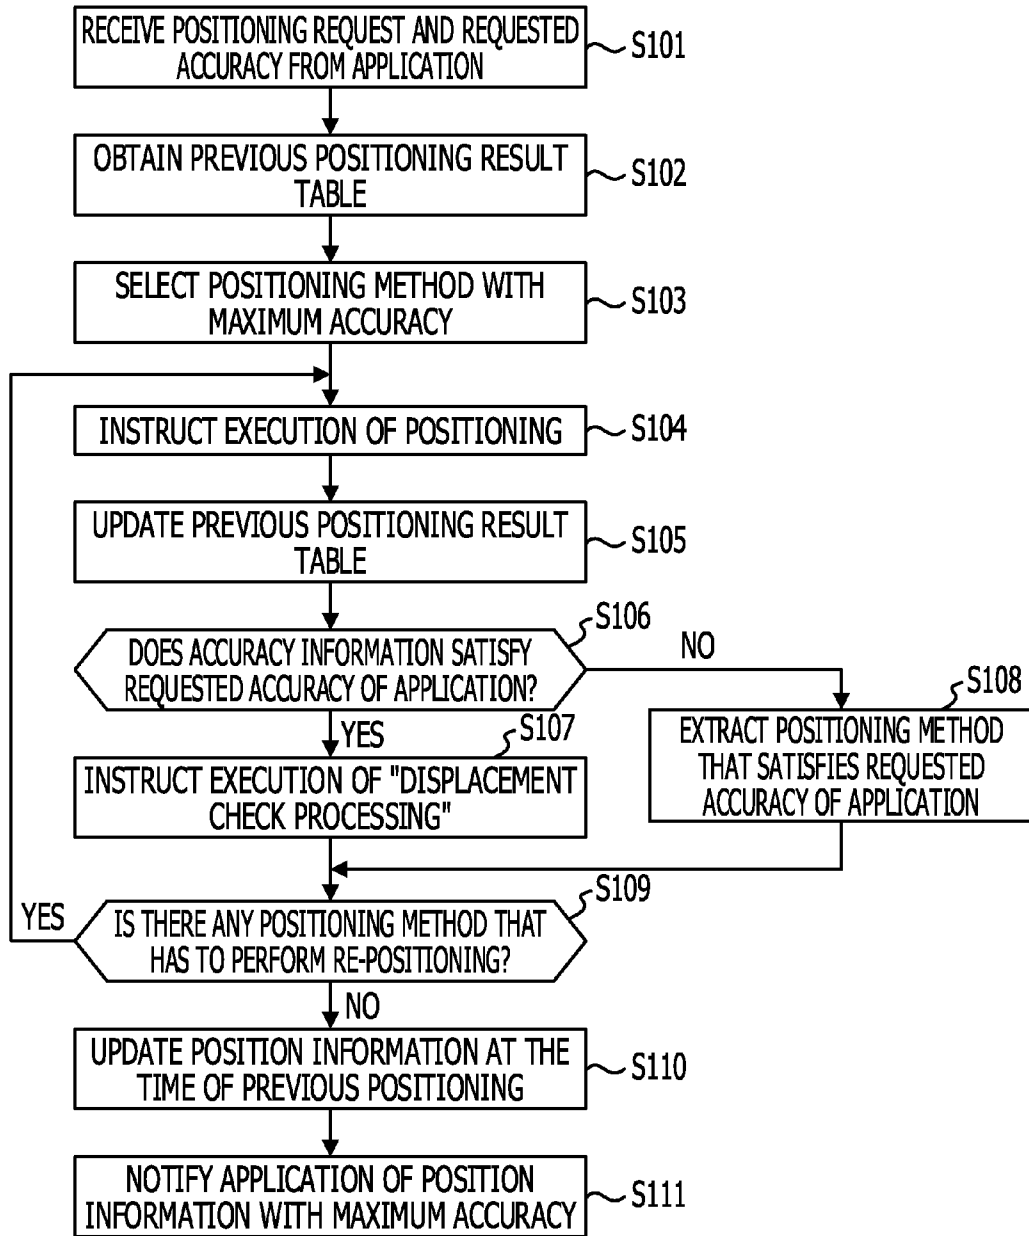 RECEIVE POSITIONING REQUEST AND REQUESTED
ACCURACY FROM APPLICATION
S101
OBTAIN PREVIOUS POSITIONING RESULT
TABLE
S102
SELECT POSITIONING METHOD WITH
MAXIMUM ACCURACY
S103
INSTRUCT EXECUTION OF POSITIONING
S104
UPDATE PREVIOUS POSITIONING RESULT
TABLE
S105
S106
DOES ACCURACY INFORMATION SATISFY
REQUESTED ACCURACY OF APPLICATION?
NO
YES
S107
INSTRUCT EXECUTION OF "DISPLACEMENT
CHECK PROCESSING"
S108
EXTRACT POSITIONING METHOD
THAT SATISFIES REQUESTED
ACCURACY OF APPLICATION
S109
YES
IS THERE ANY POSITIONING METHOD THAT
HAS TO PERFORM RE-POSITIONING?
NO
UPDATE POSITION INFORMATION AT THE
TIME OF PREVIOUS POSITIONING
S110
NOTIFY APPLICATION OF POSITION
INFORMATION WITH MAXIMUM ACCURACY
S111